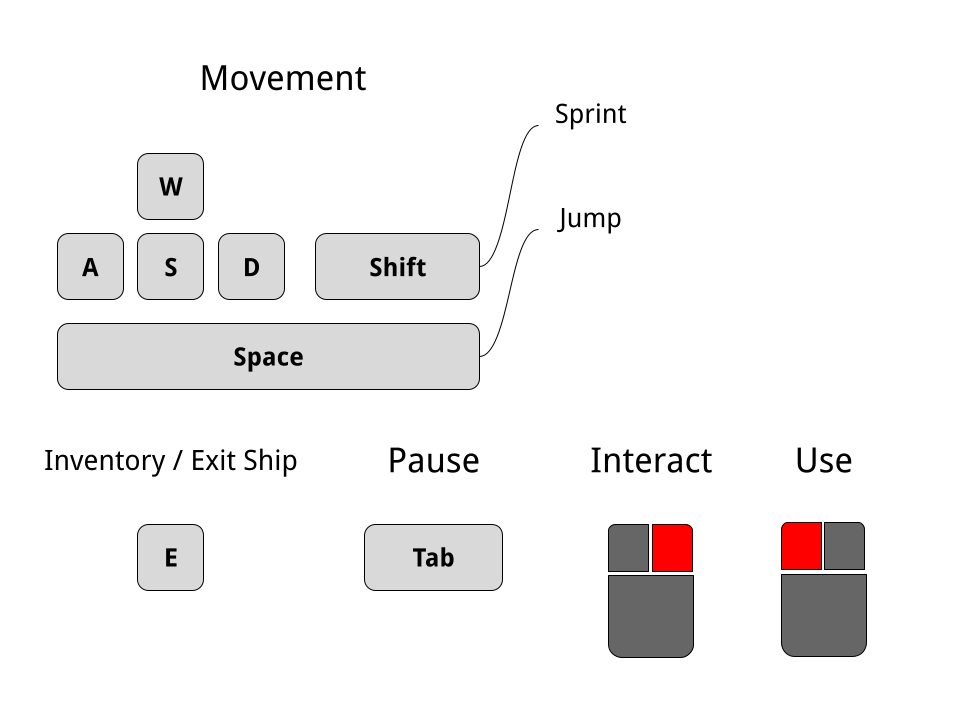 Movement
Sprint
W
Jump
A S D Shift
Space
Inventory / Exit Ship
Pause
Interact
Use
E
Tab